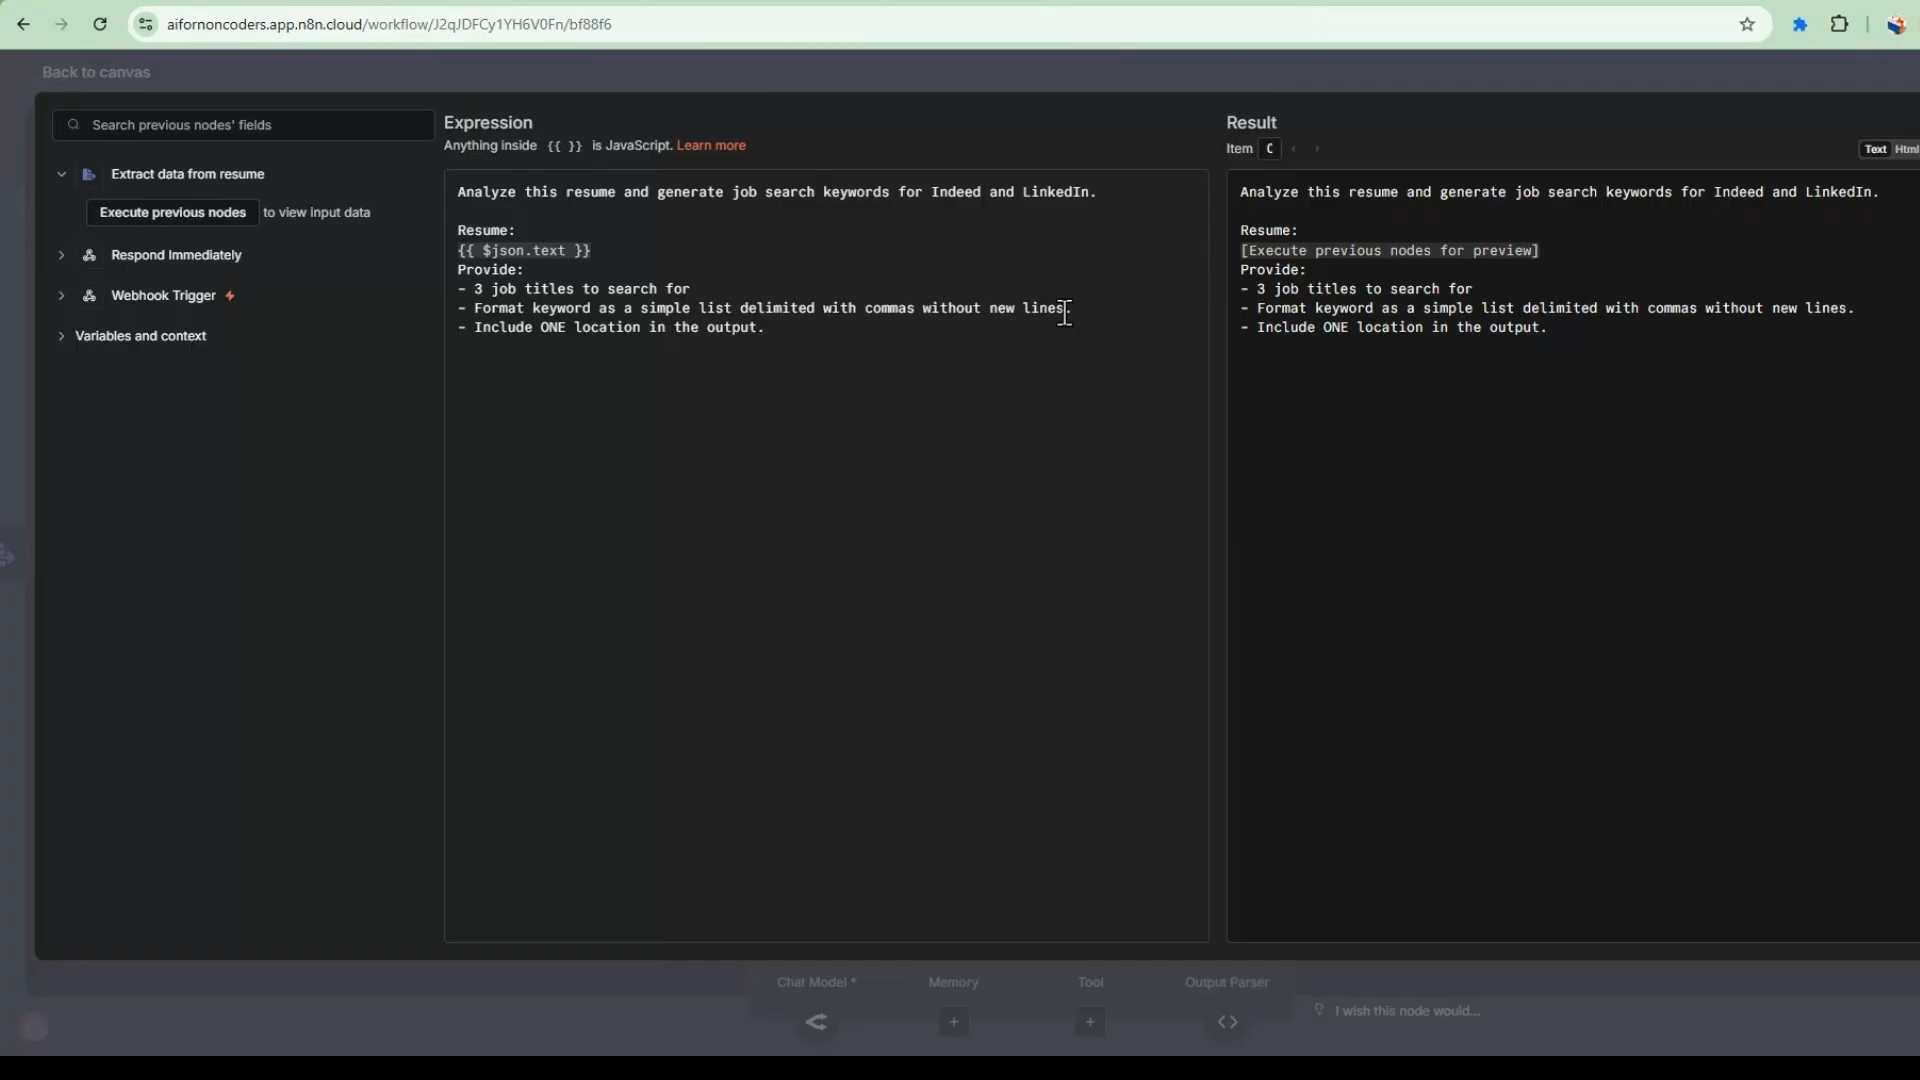 aifornoncoders.app.n8n.cloud/workflow/J2qJDFCy1YH6V0Fn/bf88f6
Back to canvas
Search previous nodes' fields
Extract data from resume
Execute previous nodes to view input data
Respond Immediately
Webhook Trigger
Variables and context
Expression
Anything inside {{ }} is JavaScript. Learn more
Analyze this resume and generate job search keywords for Indeed and LinkedIn.
Resume:
{{ $json.text }}
Provide:
- 3 job titles to search for
- Format keyword as a simple list delimited with commas without new lines.
- Include ONE location in the output.
Result
Item C
Text Html
Analyze this resume and generate job search keywords for Indeed and LinkedIn.
Resume:
[Execute previous nodes for preview]
Provide:
- 3 job titles to search for
- Format keyword as a simple list delimited with commas without new lines.
- Include ONE location in the output.
Chat Model * Memory Tool Output Parser
I wish this node would...